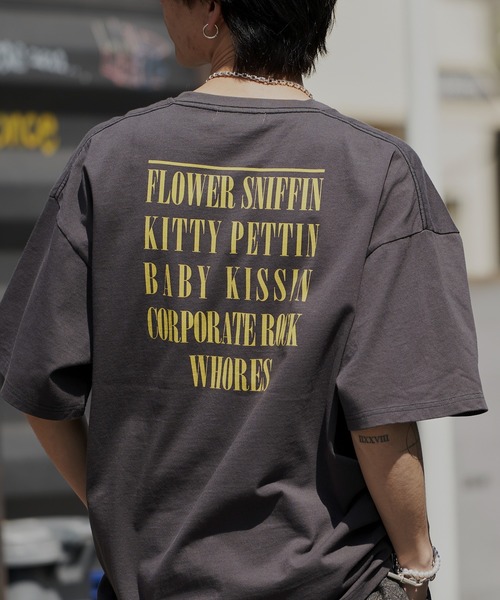 FLOWER SNIFFIN
KITTY PETTIN
BABY KISSIN
CORPORATE ROCK
WHORES